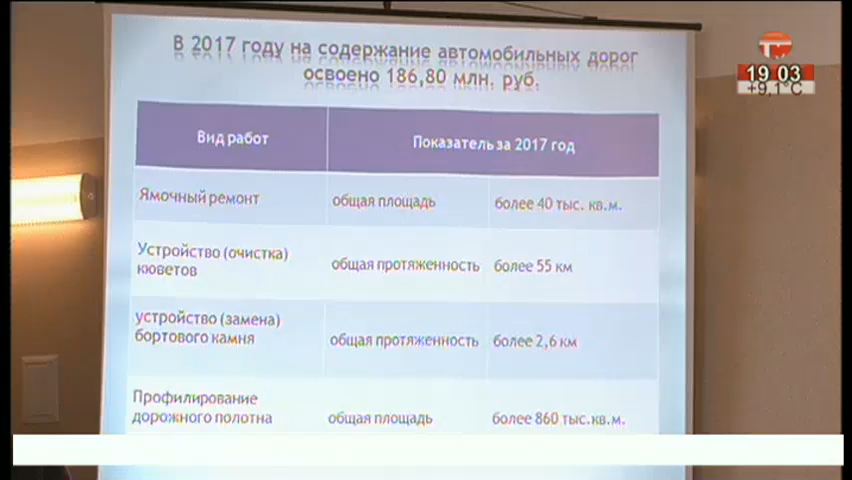 В 2017 году на содержание автомобильных дорог
освоено 186,80 млн. руб.
19 03
+9,1°C
Вид работ
Показатель за 2017 год
Ямочный ремонт
общая площадь
более 40 тыс. кв.м.
Устройство (очистка)
кюветов
общая протяженность
более 55 км
устройство (замена)
бортового камня
общая протяженность
более 2,6 км
Профилирование
дорожного полотна
общая площадь
более 860 тыс.кв.м.